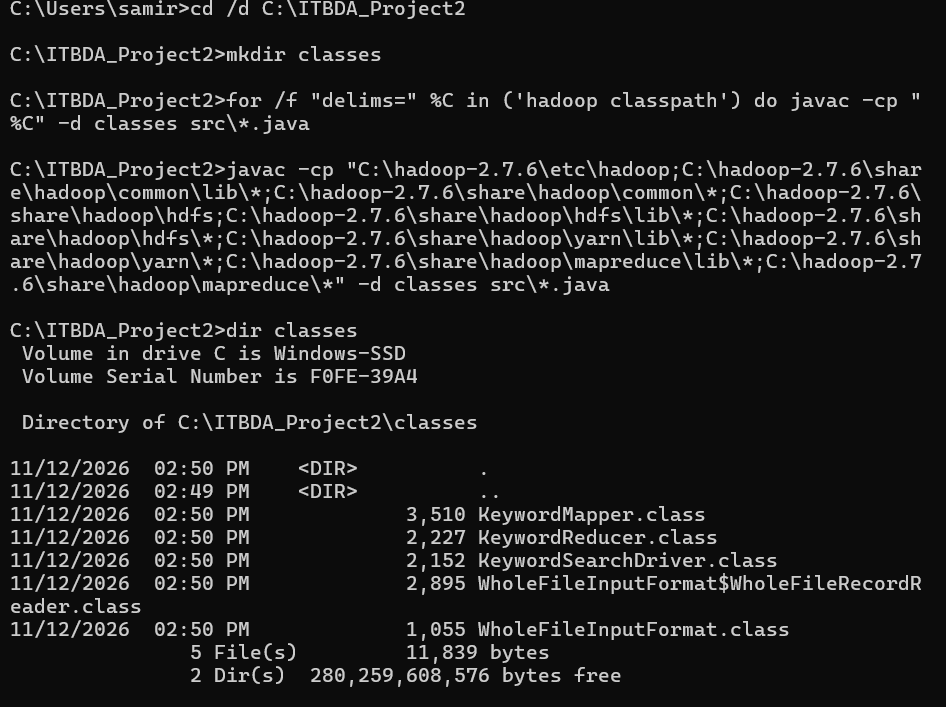 C:\Users\samir>cd /d C:\ITBDA_Project2
C:\ITBDA_Project2>mkdir classes
C:\ITBDA_Project2>for /f "delims=" %C in ('hadoop classpath') do javac -cp "
%C" -d classes src\*.java
C:\ITBDA_Project2>javac -cp "C:\hadoop-2.7.6\etc\hadoop;C:\hadoop-2.7.6\shar
e\hadoop\common\lib\*;C:\hadoop-2.7.6\share\hadoop\common\*;C:\hadoop-2.7.6\
share\hadoop\hdfs;C:\hadoop-2.7.6\share\hadoop\hdfs\lib\*;C:\hadoop-2.7.6\sh
are\hadoop\hdfs\*;C:\hadoop-2.7.6\share\hadoop\yarn\lib\*;C:\hadoop-2.7.6\sh
are\hadoop\yarn\*;C:\hadoop-2.7.6\share\hadoop\mapreduce\lib\*;C:\hadoop-2.7
.6\share\hadoop\mapreduce\*" -d classes src\*.java
C:\ITBDA_Project2>dir classes
 Volume in drive C is Windows-SSD
 Volume Serial Number is F0FE-39A4
 Directory of C:\ITBDA_Project2\classes
11/12/2026  02:50 PM    <DIR>          .
11/12/2026  02:49 PM    <DIR>          ..
11/12/2026  02:50 PM             3,510 KeywordMapper.class
11/12/2026  02:50 PM             2,227 KeywordReducer.class
11/12/2026  02:50 PM             2,152 KeywordSearchDriver.class
11/12/2026  02:50 PM             2,895 WholeFileInputFormat$WholeFileRecordR
eader.class
11/12/2026  02:50 PM             1,055 WholeFileInputFormat.class
               5 File(s)         11,839 bytes
               2 Dir(s)  280,259,608,576 bytes free